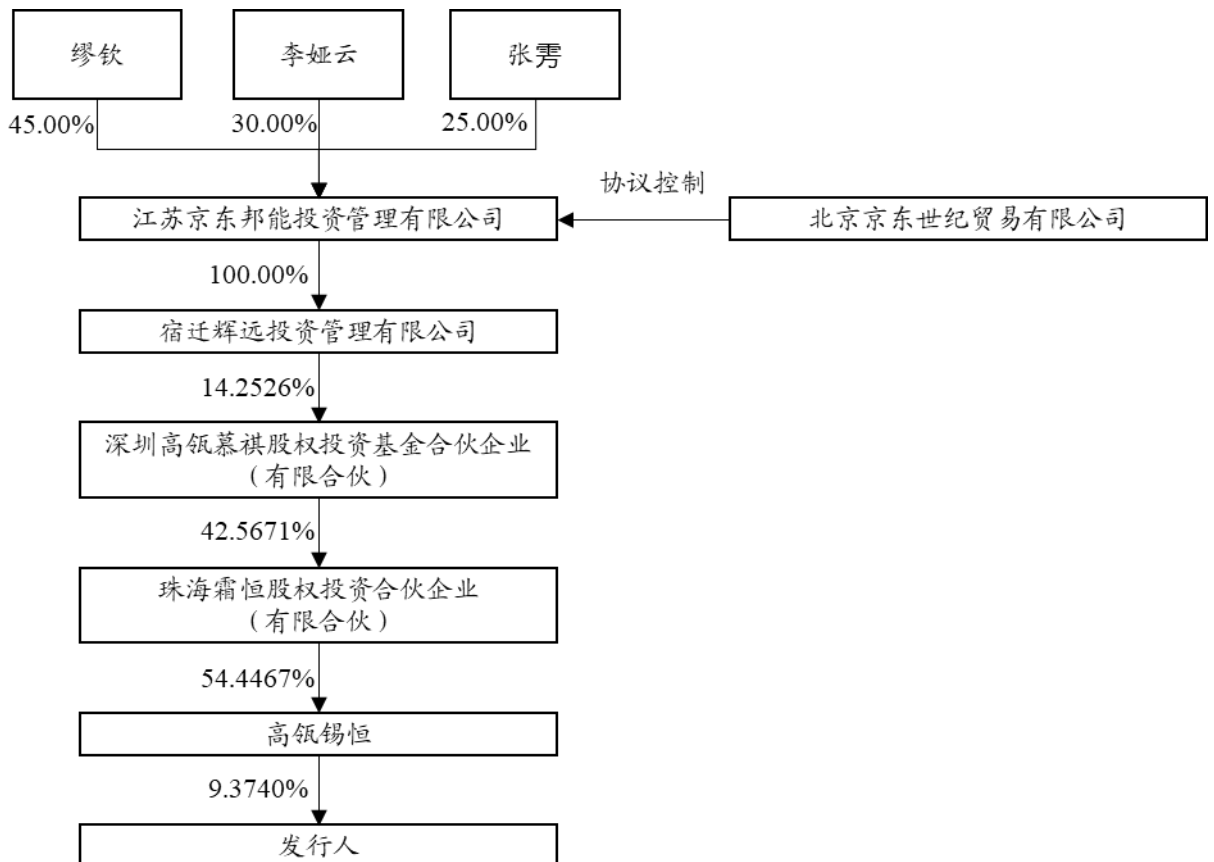 缪钦
李娅云
张雱
45.00%
30.00%
25.00%
协议控制
江苏京东邦能投资管理有限公司
北京京东世纪贸易有限公司
100.00%
宿迁辉远投资管理有限公司
14.2526%
深圳高瓴慕祺股权投资基金合伙企业
（有限合伙）
42.5671%
珠海霜恒股权投资合伙企业
（有限合伙）
54.4467%
高瓴锡恒
9.3740%
发行人